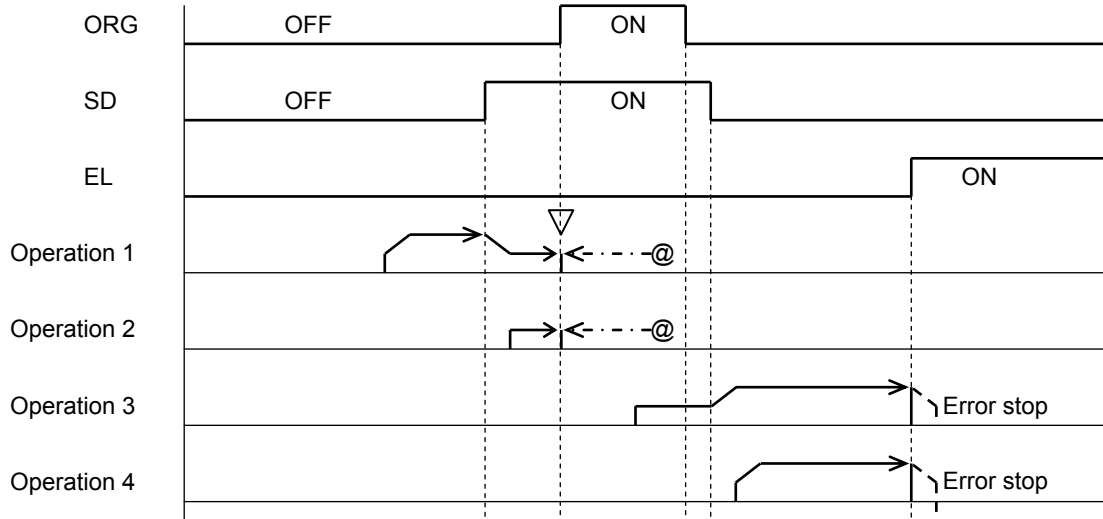 ORG OFF ON
SD OFF ON
EL ON
Operation 1 @
Operation 2 @
Operation 3 Error stop
Operation 4 Error stop